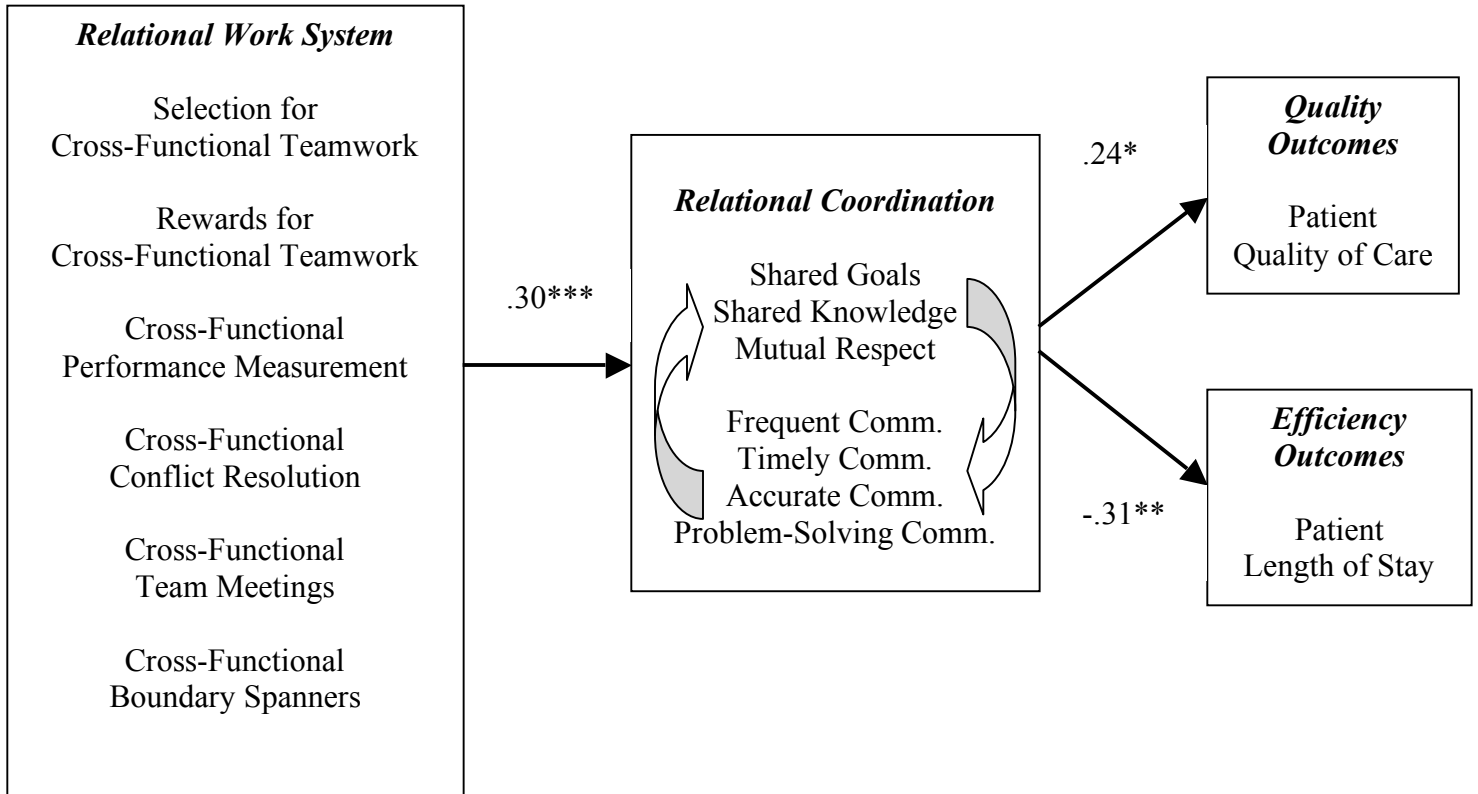 Relational Work System
Selection for
Cross-Functional Teamwork
Rewards for
Cross-Functional Teamwork
Cross-Functional
Performance Measurement
Cross-Functional
Conflict Resolution
Cross-Functional
Team Meetings
Cross-Functional
Boundary Spanners
.30***
Relational Coordination
Shared Goals
Shared Knowledge
Mutual Respect
Frequent Comm.
Timely Comm.
Accurate Comm.
Problem-Solving Comm.
.24*
-.31**
Quality
Outcomes
Patient
Quality of Care
Efficiency
Outcomes
Patient
Length of Stay